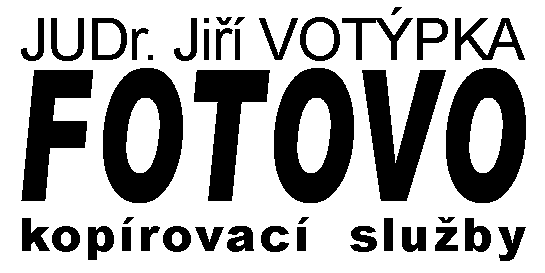 JUDr. Jiří VOTÝPKA
FOTOVO
kopírovací služby